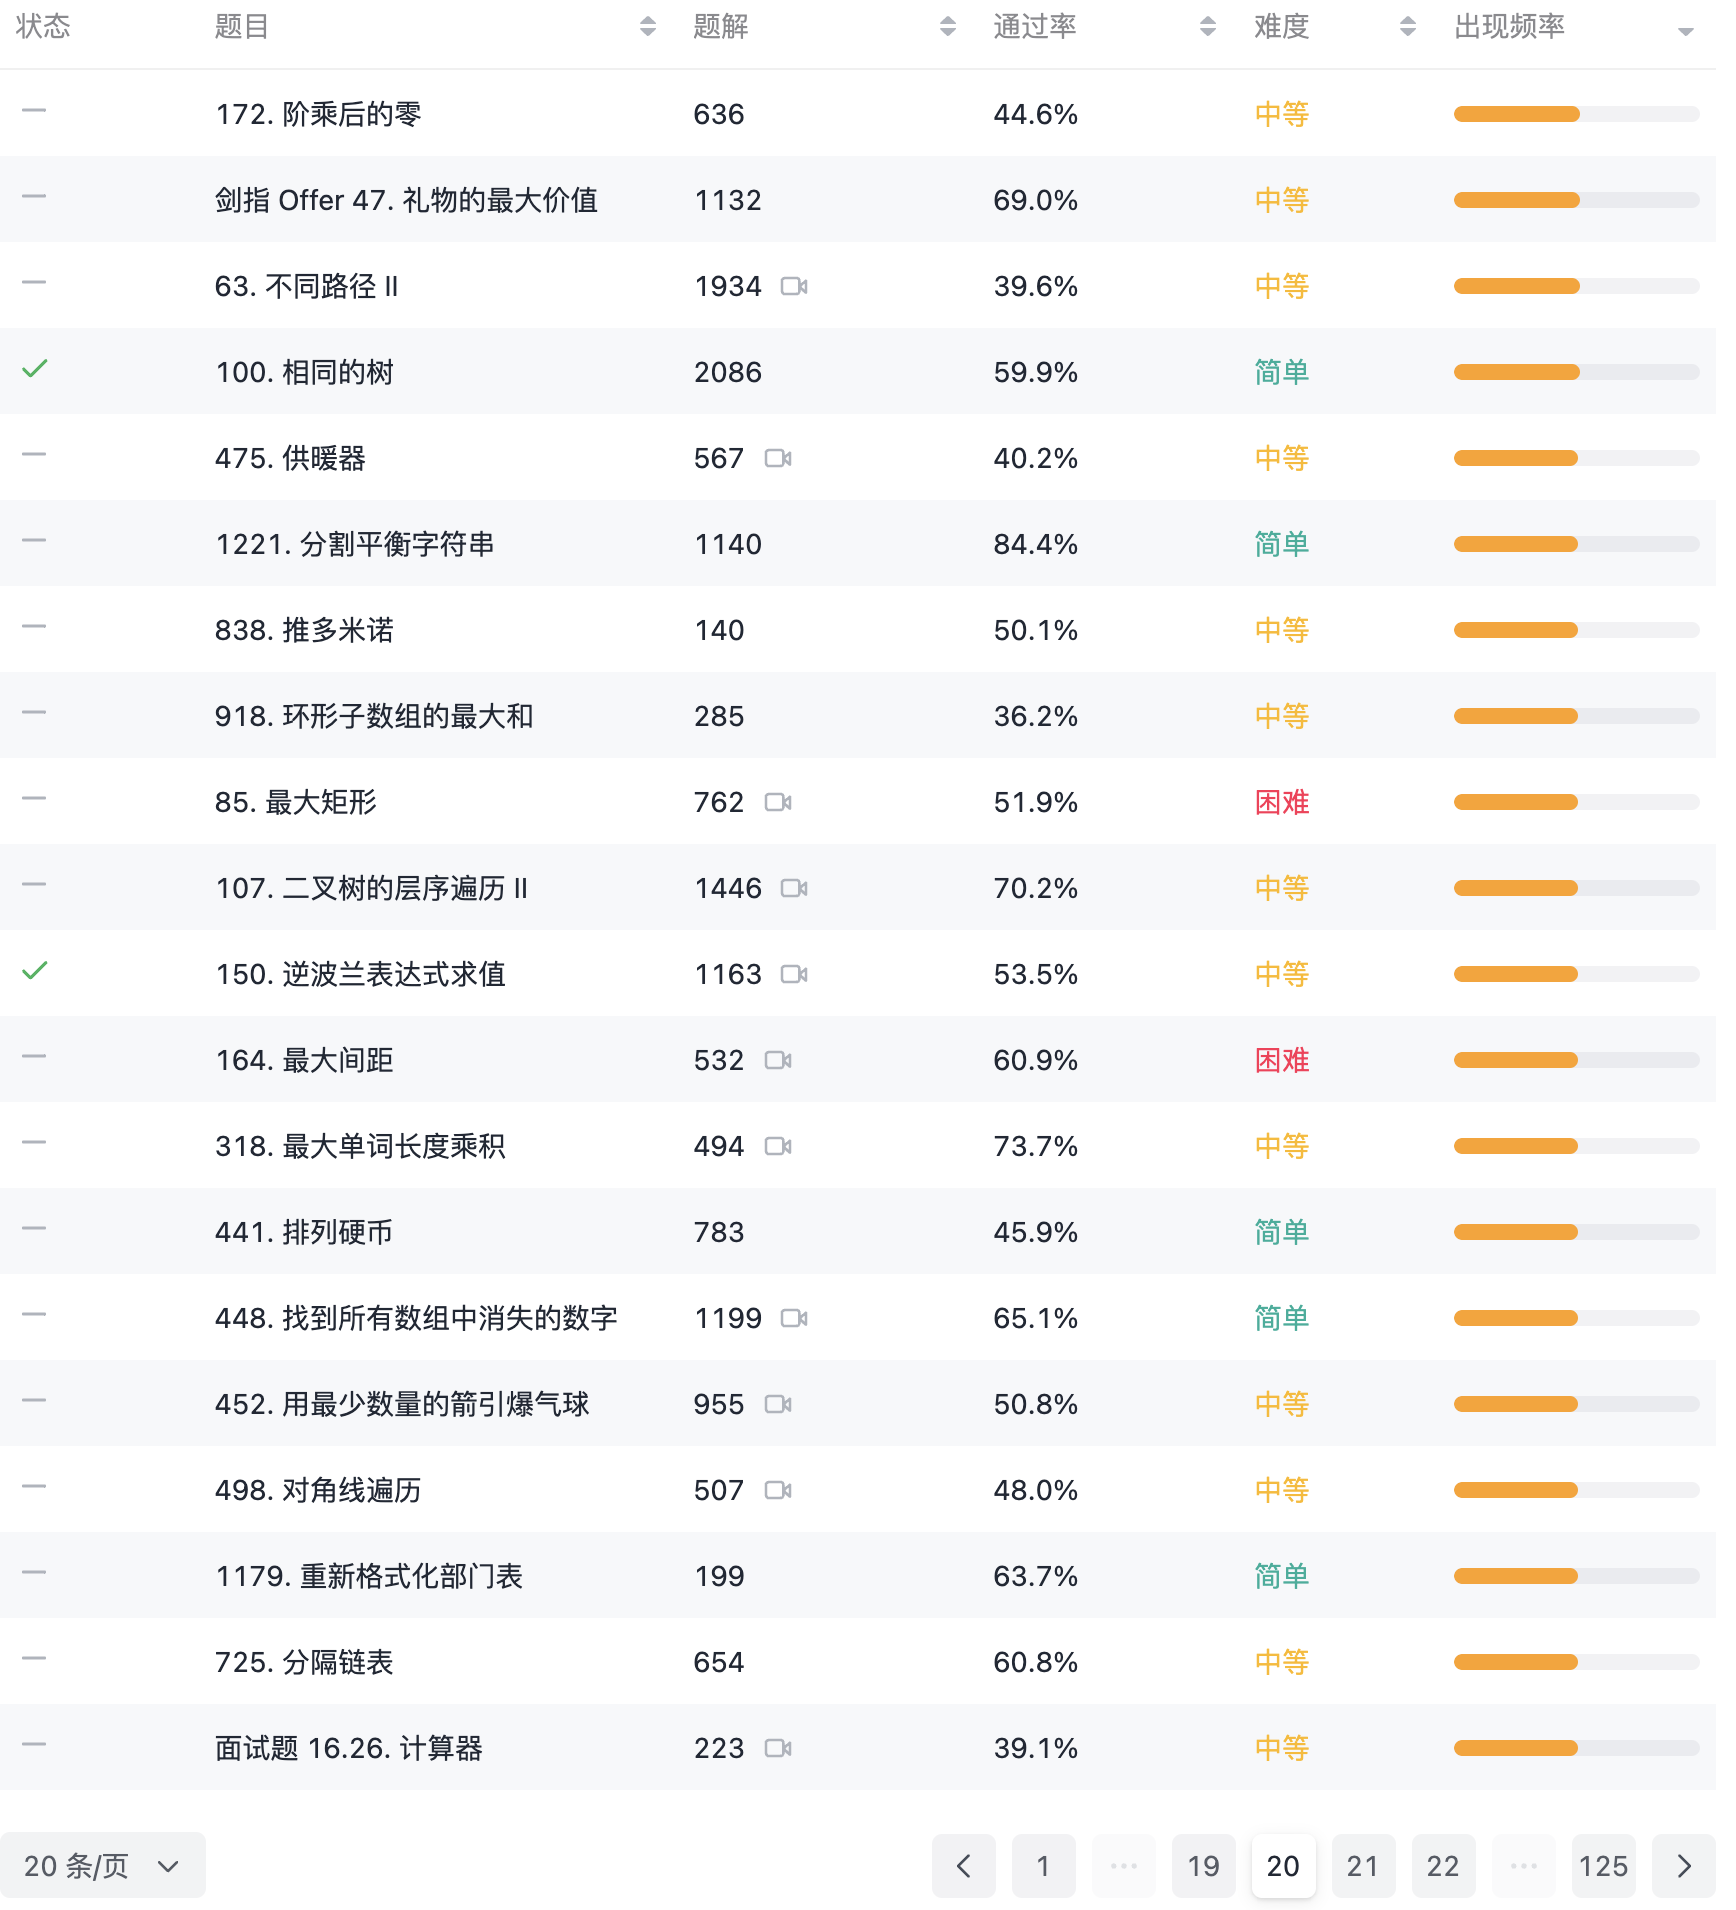 状态 题目 题解 通过率 难度 出现频率
172. 阶乘后的零 636 44.6% 中等
剑指 Offer 47. 礼物的最大价值 1132 69.0% 中等
63. 不同路径 II 1934 39.6% 中等
100. 相同的树 2086 59.9% 简单
475. 供暖器 567 40.2% 中等
1221. 分割平衡字符串 1140 84.4% 简单
838. 推多米诺 140 50.1% 中等
918. 环形子数组的最大和 285 36.2% 中等
85. 最大矩形 762 51.9% 困难
107. 二叉树的层序遍历 II 1446 70.2% 中等
150. 逆波兰表达式求值 1163 53.5% 中等
164. 最大间距 532 60.9% 困难
318. 最大单词长度乘积 494 73.7% 中等
441. 排列硬币 783 45.9% 简单
448. 找到所有数组中消失的数字 1199 65.1% 简单
452. 用最少数量的箭引爆气球 955 50.8% 中等
498. 对角线遍历 507 48.0% 中等
1179. 重新格式化部门表 199 63.7% 简单
725. 分隔链表 654 60.8% 中等
面试题 16.26. 计算器 223 39.1% 中等
20 条/页 1 ··· 19 20 21 22 ··· 125